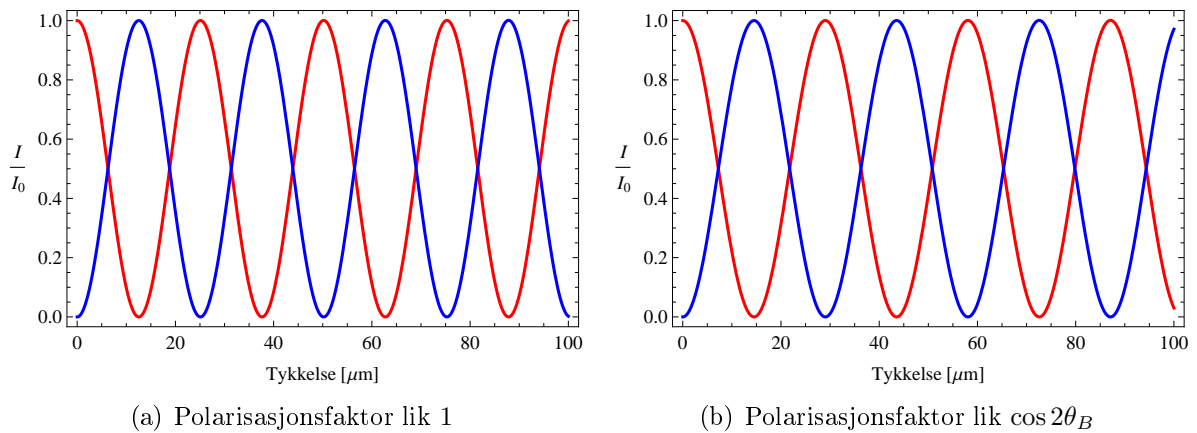 1.0
0.8
0.6
0.4
0.2
0.0
I
I0
0 20 40 60 80 100
Tykkelse [μm]
(a) Polarisasjonsfaktor lik 1
1.0
0.8
0.6
0.4
0.2
0.0
I
I0
0 20 40 60 80 100
Tykkelse [μm]
(b) Polarisasjonsfaktor lik cos 2θB